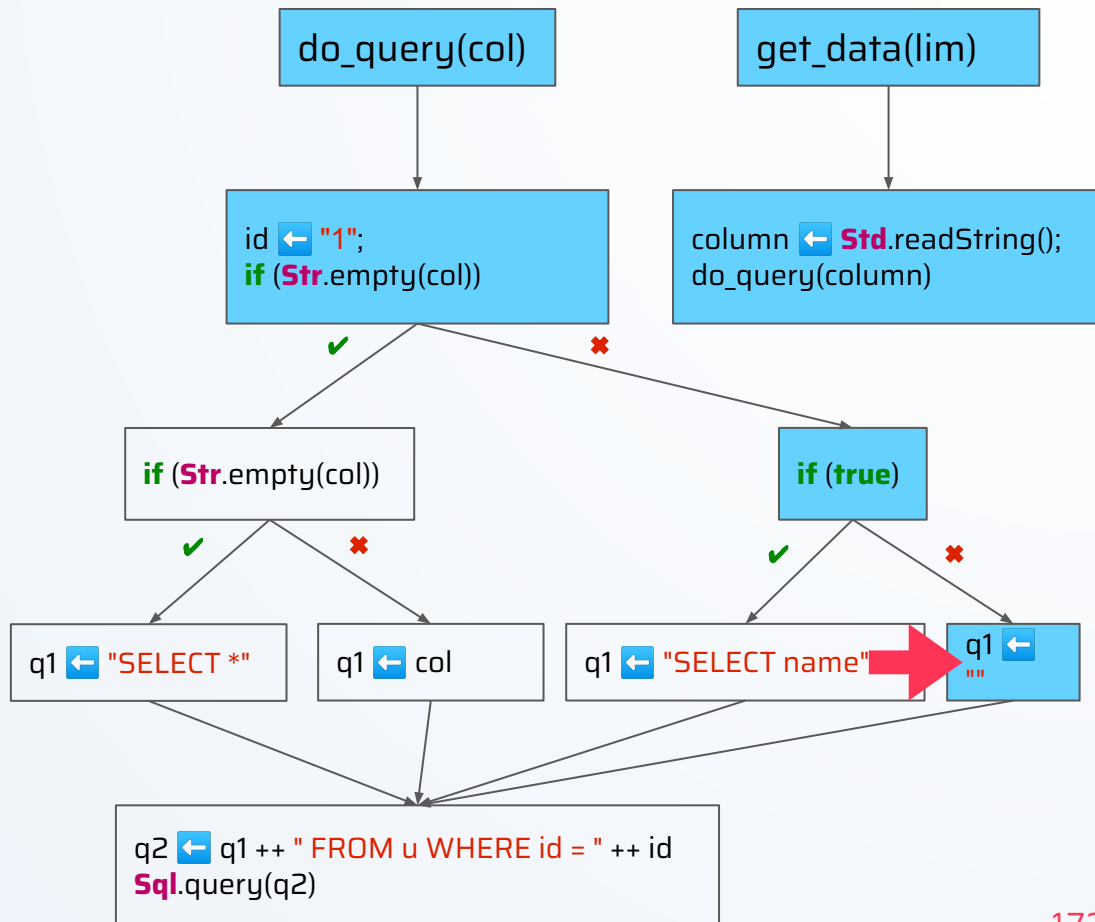 do_query(col)
get_data(lim)
id ⬅️ "1";
if (Str.empty(col))
column ⬅️ Std.readString();
do_query(column)
✔
✖
if (Str.empty(col))
if (true)
✔
✖
✔
✖
q1 ⬅️ "SELECT *"
q1 ⬅️ col
q1 ⬅️ "SELECT name"
q1 ⬅️
""
q2 ⬅️ q1 ++ " FROM u WHERE id = " ++ id
Sql.query(q2)